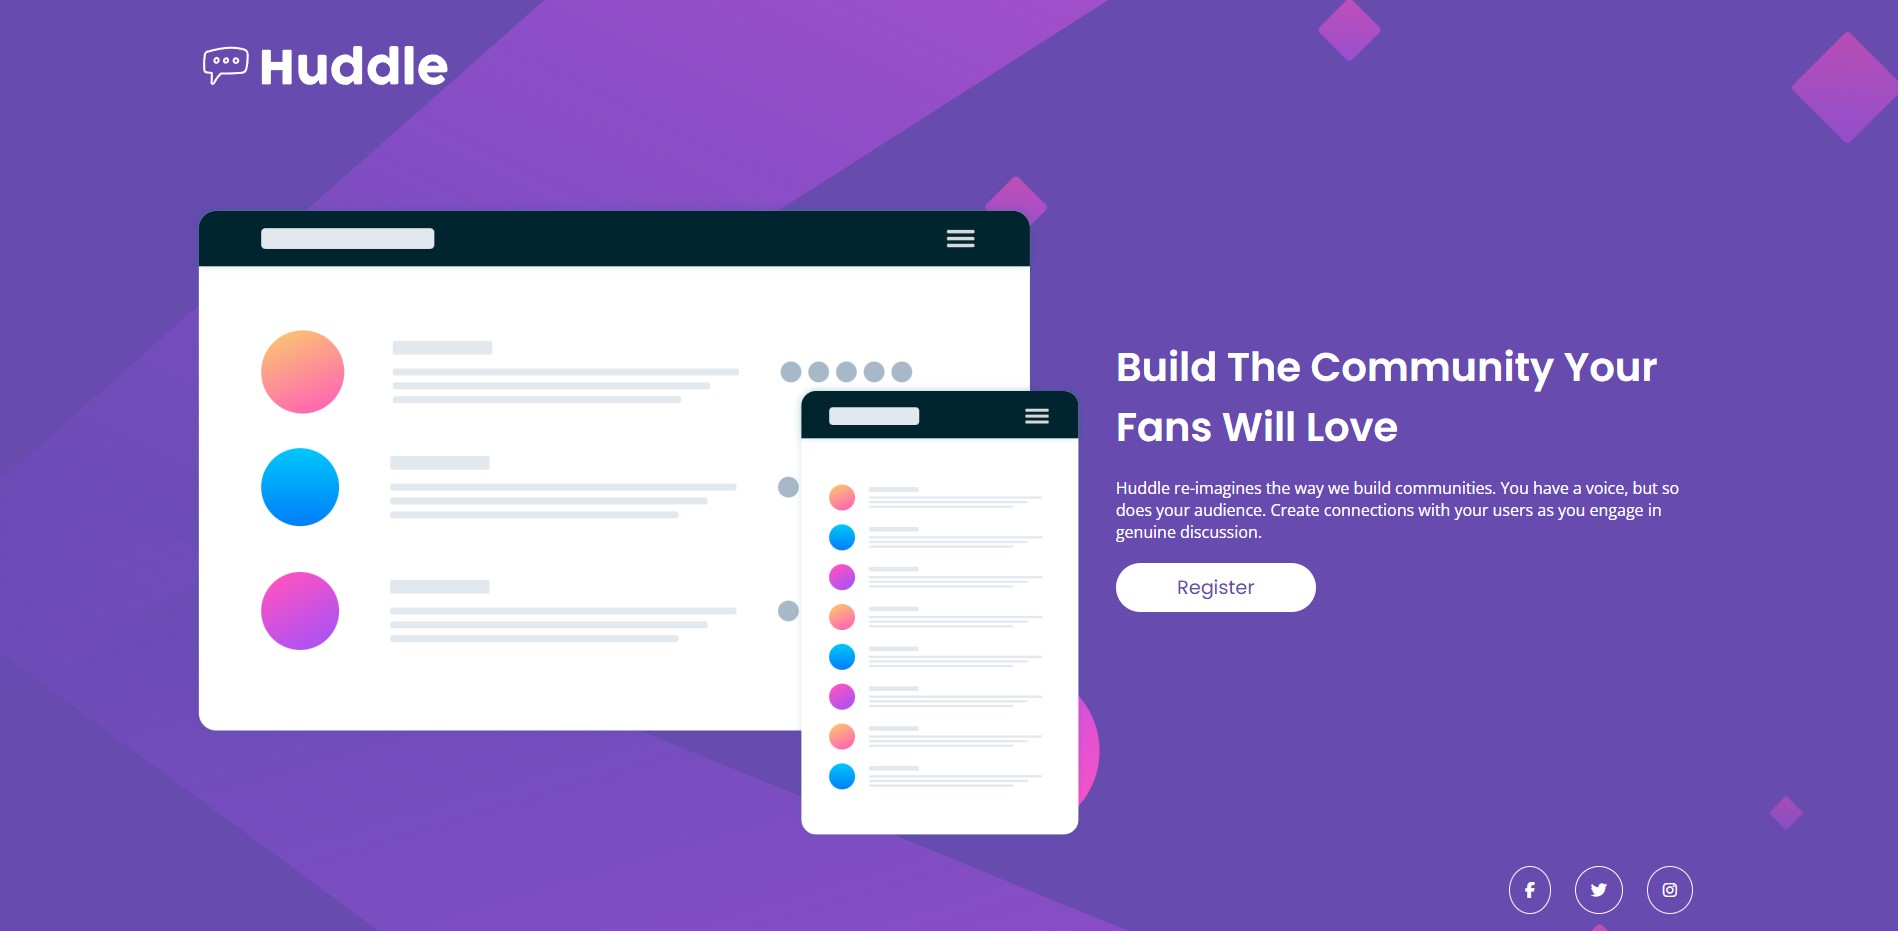 Huddle
Build The Community Your
Fans Will Love
Huddle re-imagines the way we build communities. You have a voice, but so
does your audience. Create connections with your users as you engage in
genuine discussion.
Register